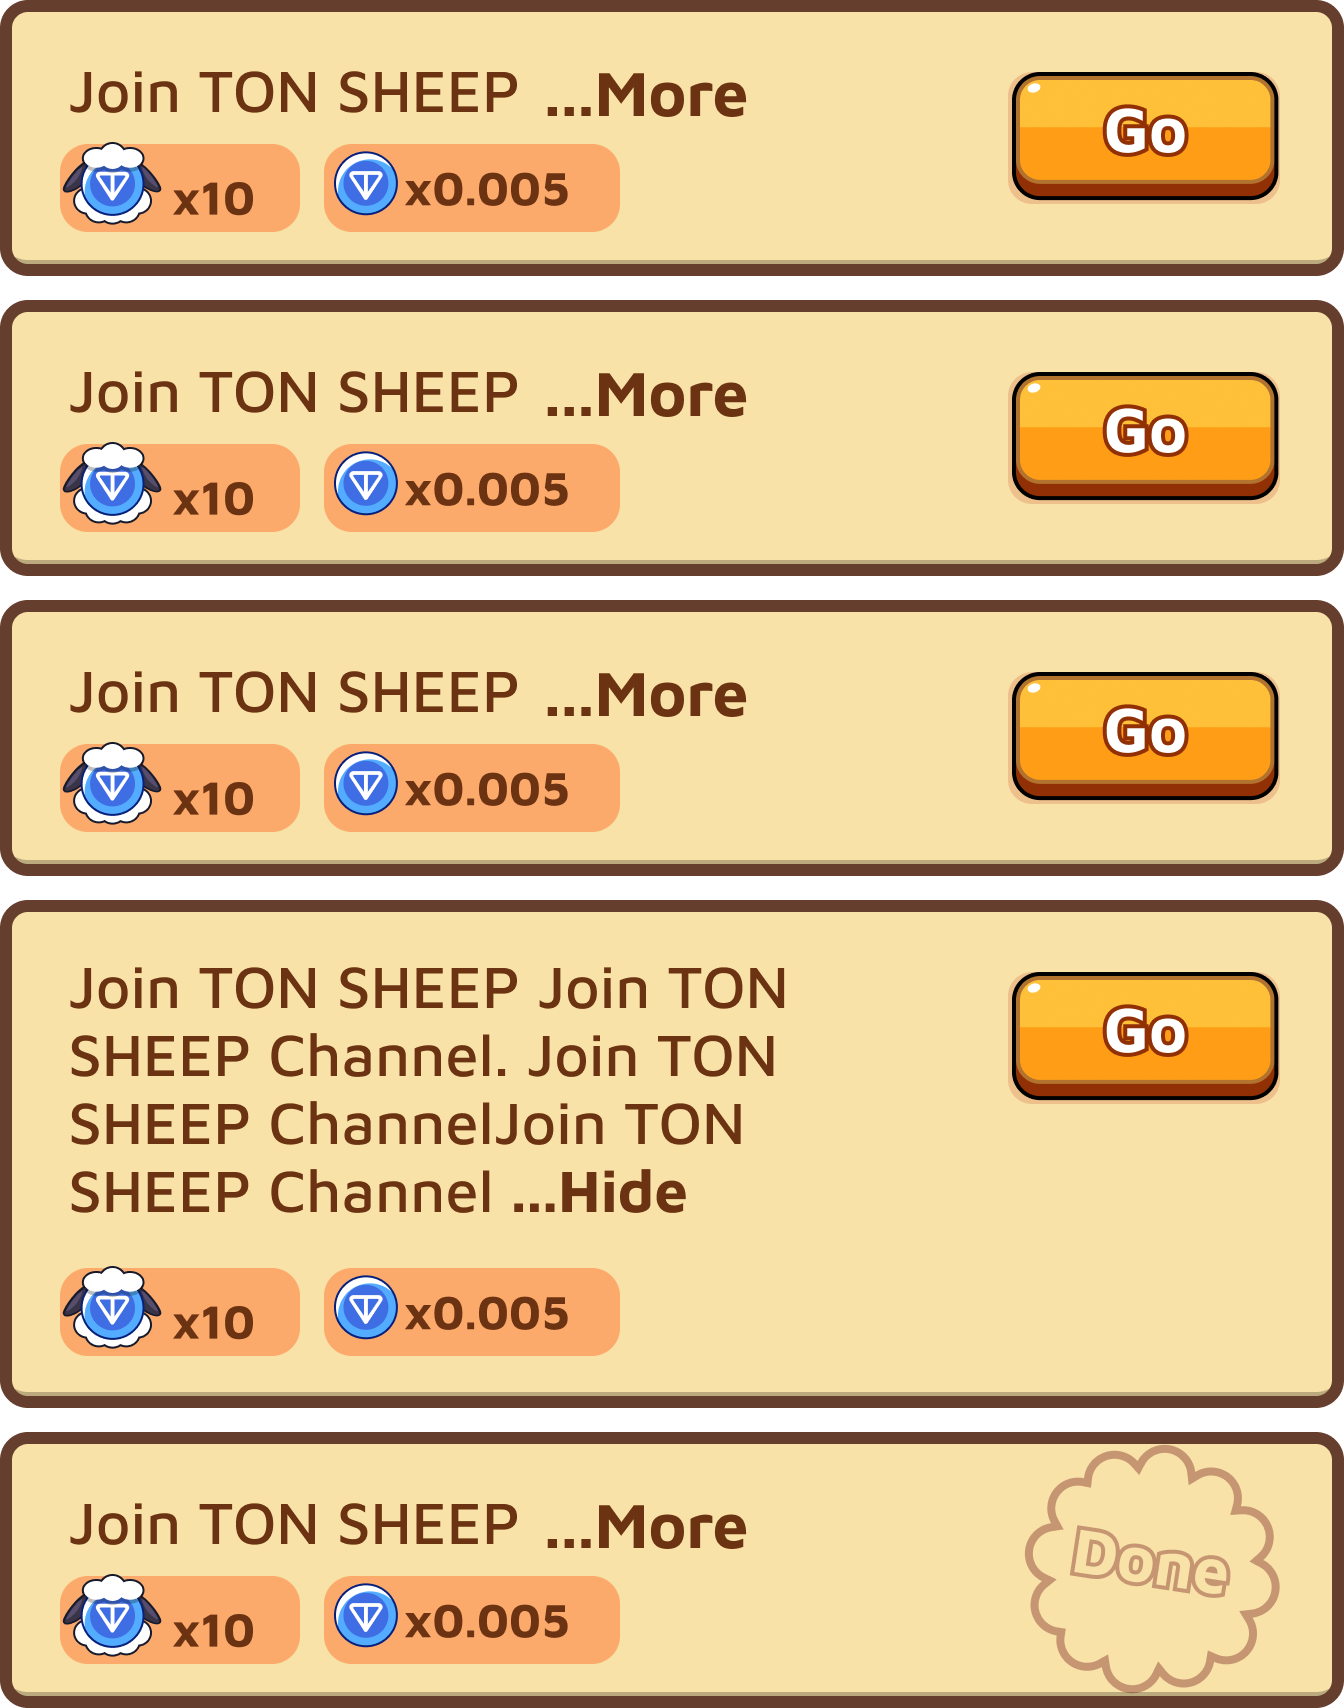 Join TON SHEEP ...More
Go
x10 x0.005
Join TON SHEEP ...More
Go
x10 x0.005
Join TON SHEEP ...More
Go
x10 x0.005
Join TON SHEEP Join TON
SHEEP Channel. Join TON
SHEEP ChannelJoin TON
SHEEP Channel ...Hide
Go
x10 x0.005
Join TON SHEEP ...More
Done
x10 x0.005